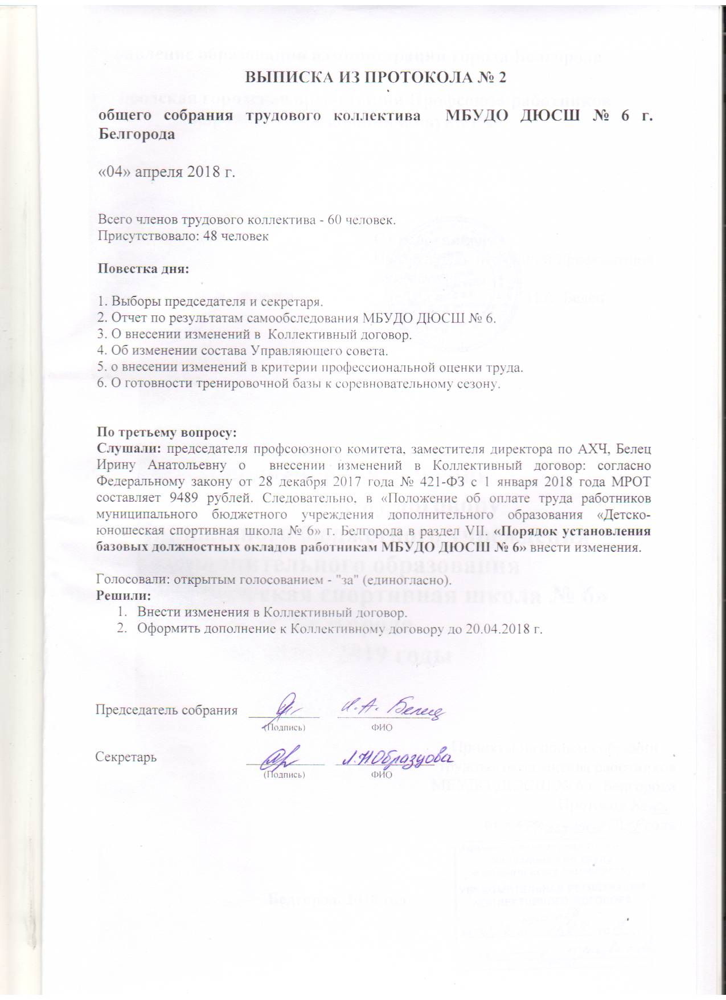 ВЫПИСКА ИЗ ПРОТОКОЛА № 2
общего собрания трудового коллектива МБУДО ДЮСШ № 6 г.
Белгорода
«04» апреля 2018 г.
Всего членов трудового коллектива - 60 человек.
Присутствовало: 48 человек
Повестка дня:
1. Выборы председателя и секретаря.
2. Отчет по результатам самообследования МБУДО ДЮСШ № 6.
3. О внесении изменений в Коллективный договор.
4. Об изменении состава Управляющего совета.
5. о внесении изменений в критерии профессиональной оценки труда.
6. О готовности тренировочной базы к соревновательному сезону.
По третьему вопросу:
Слушали: председателя профсоюзного комитета, заместителя директора по АХЧ, Белец
Ирину Анатольевну о внесении изменений в Коллективный договор: согласно
Федеральному закону от 28 декабря 2017 года № 421-ФЗ с 1 января 2018 года МРОТ
составляет 9489 рублей. Следовательно, в «Положение об оплате труда работников
муниципального бюджетного учреждения дополнительного образования «Детско-
юношеская спортивная школа № 6» г. Белгорода в раздел VII. «Порядок установления
базовых должностных окладов работникам МБУДО ДЮСШ № 6» внести изменения.
Голосовали: открытым голосованием - "за" (единогласно).
Решили:
1. Внести изменения в Коллективный договор.
2. Оформить дополнение к Коллективному договору до 20.04.2018 г.
Председатель собрания И.А. Белец
(Подпись) ФИО
Секретарь Л.Н Образцова
(Подпись) ФИО